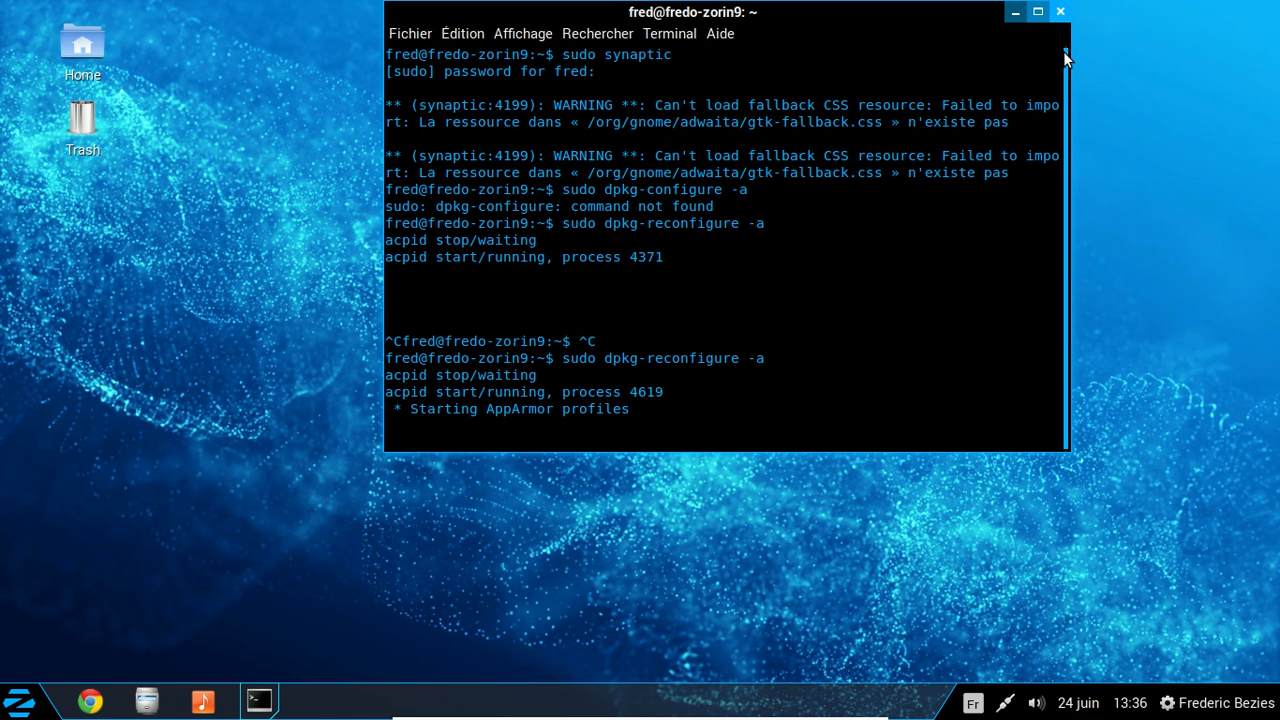 fred@fredo-zorin9: ~
Fichier Édition Affichage Rechercher Terminal Aide
fred@fredo-zorin9:~$ sudo synaptic
[sudo] password for fred:
** (synaptic:4199): WARNING **: Can't load fallback CSS resource: Failed to impo
rt: La ressource dans « /org/gnome/adwaita/gtk-fallback.css » n'existe pas
** (synaptic:4199): WARNING **: Can't load fallback CSS resource: Failed to impo
rt: La ressource dans « /org/gnome/adwaita/gtk-fallback.css » n'existe pas
fred@fredo-zorin9:~$ sudo dpkg-configure -a
sudo: dpkg-configure: command not found
fred@fredo-zorin9:~$ sudo dpkg-reconfigure -a
acpid stop/waiting
acpid start/running, process 4371
^Cfred@fredo-zorin9:~$ ^C
fred@fredo-zorin9:~$ sudo dpkg-reconfigure -a
acpid stop/waiting
acpid start/running, process 4619
* Starting AppArmor profiles
Home
Trash
Fr
24 juin 13:36 Frederic Bezies